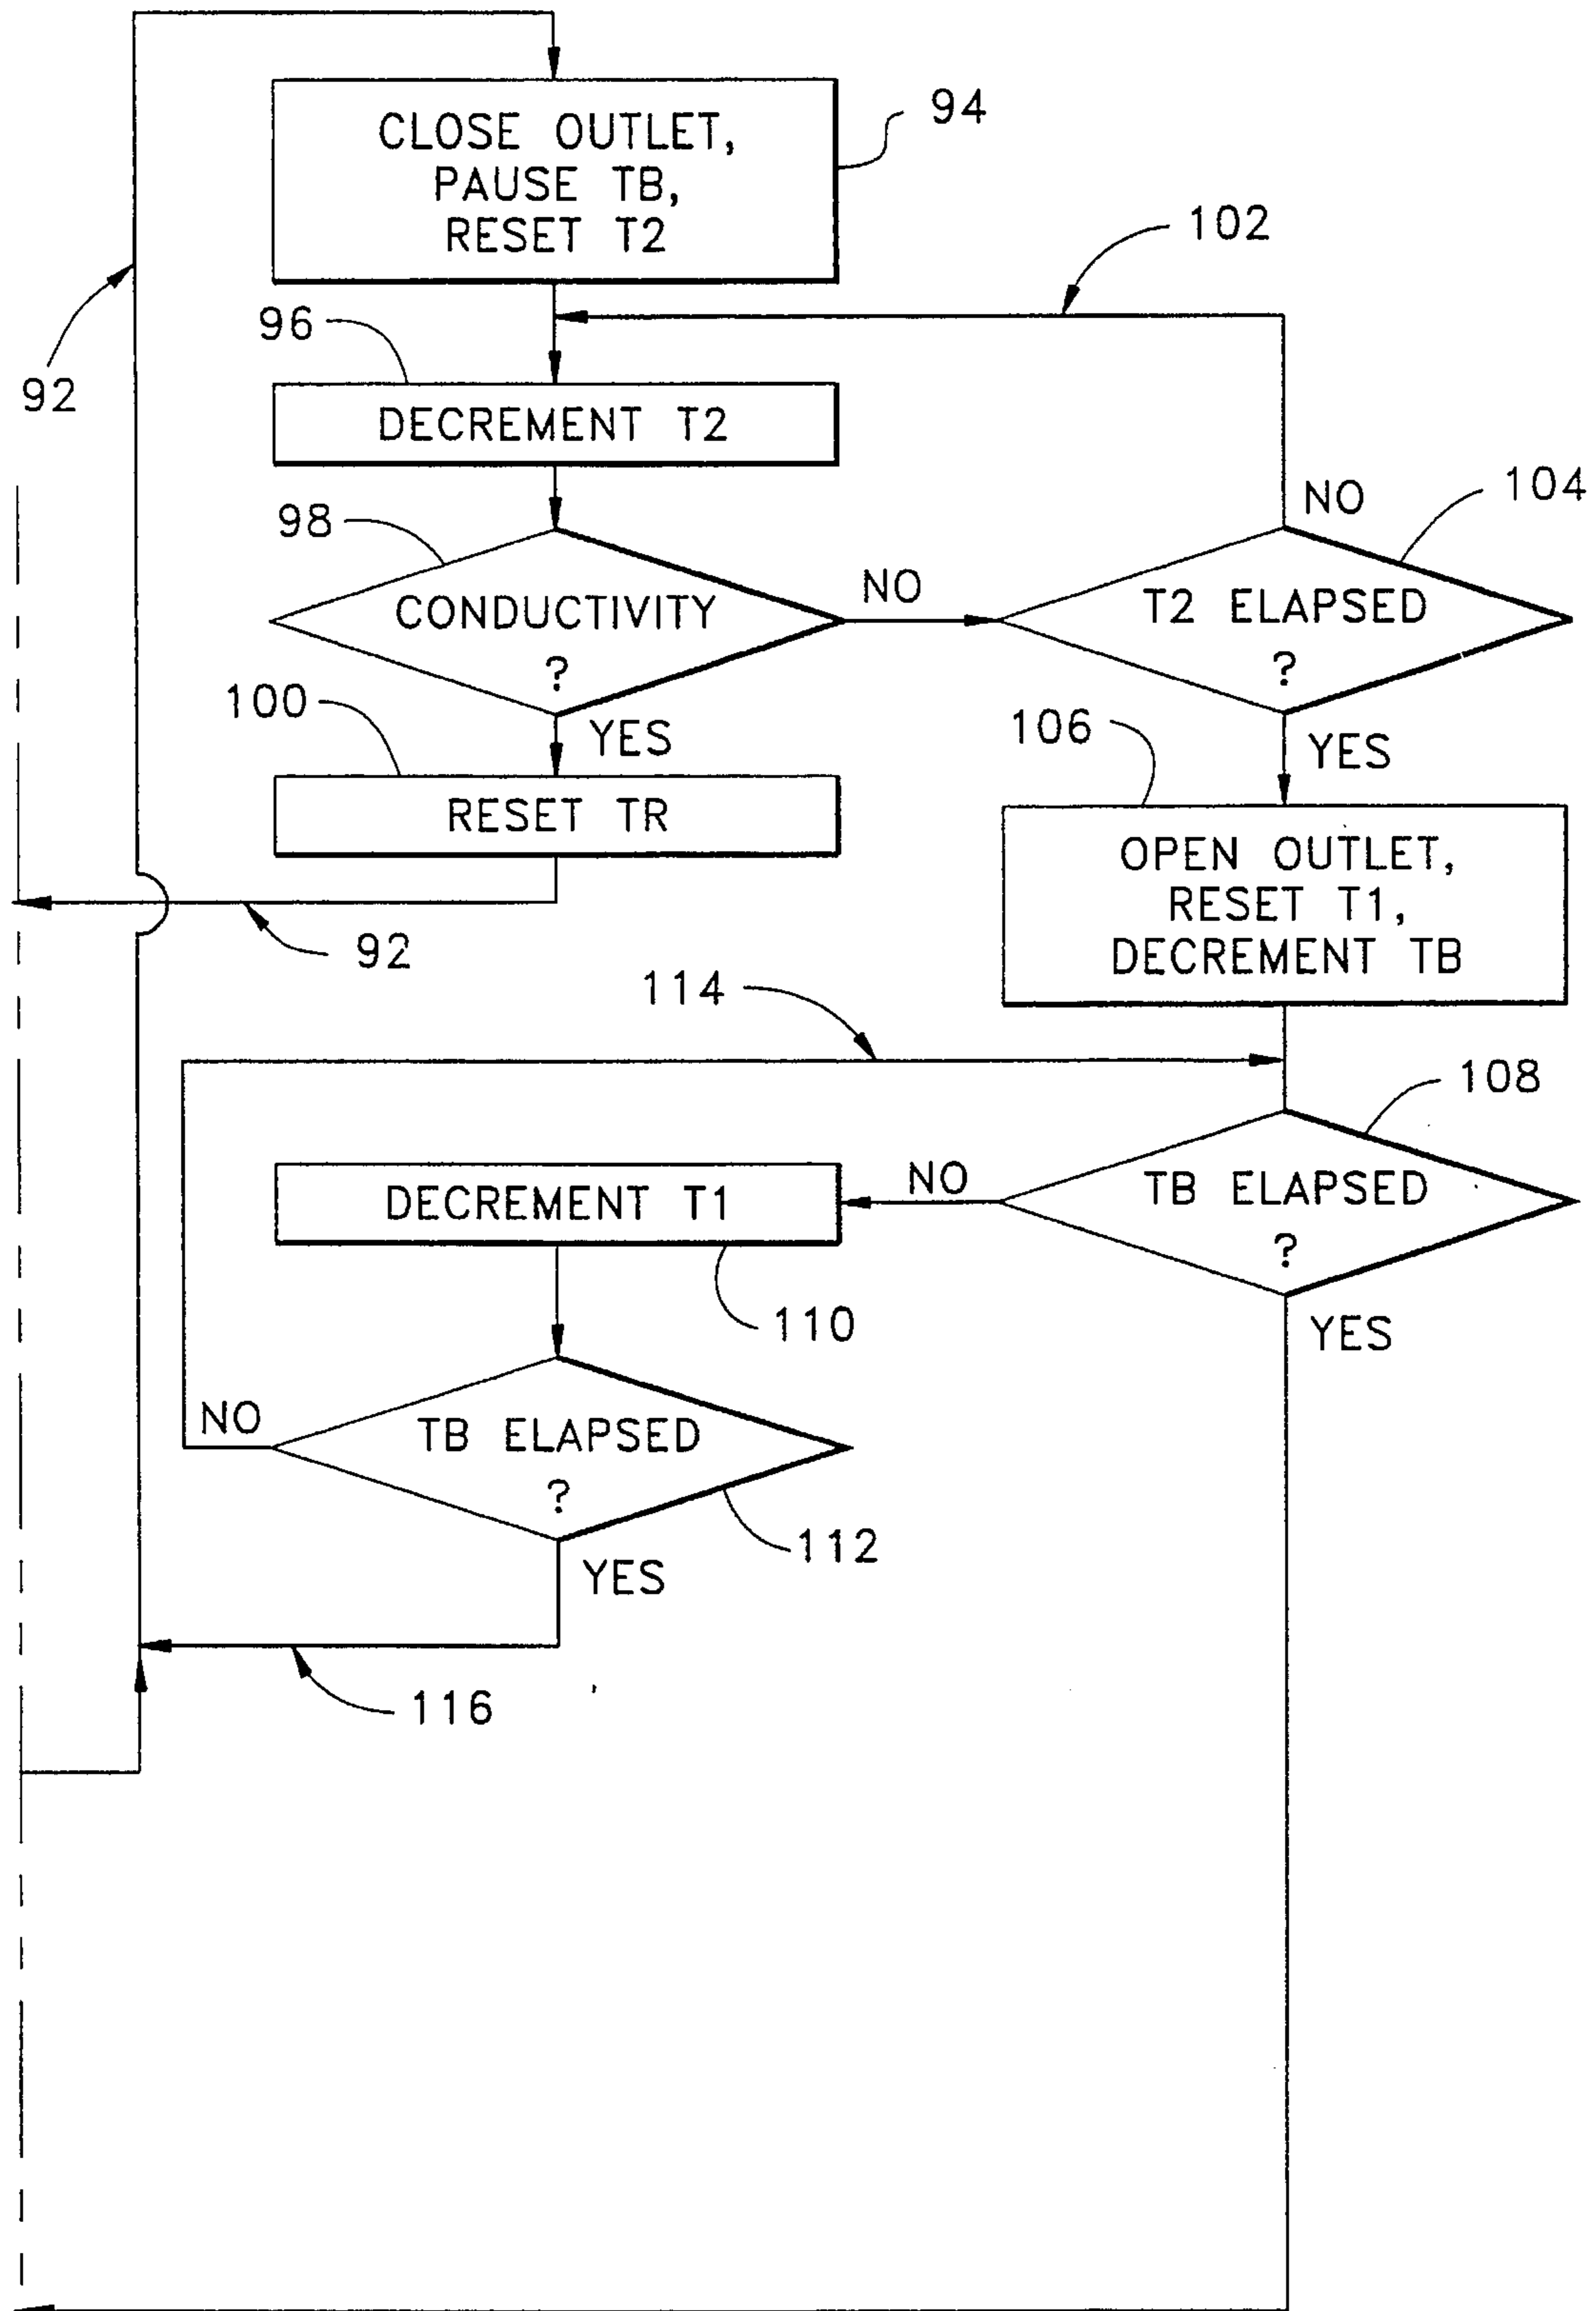 94
CLOSE OUTLET,
PAUSE TB,
RESET T2
102
96
92
DECREMENT T2
NO
104
98
CONDUCTIVITY
?
NO
T2 ELAPSED
?
100
YES
106
YES
RESET TR
OPEN OUTLET,
RESET T1,
DECREMENT TB
92
114
108
DECREMENT T1
NO
TB ELAPSED
?
110
YES
NO
TB ELAPSED
?
112
YES
116